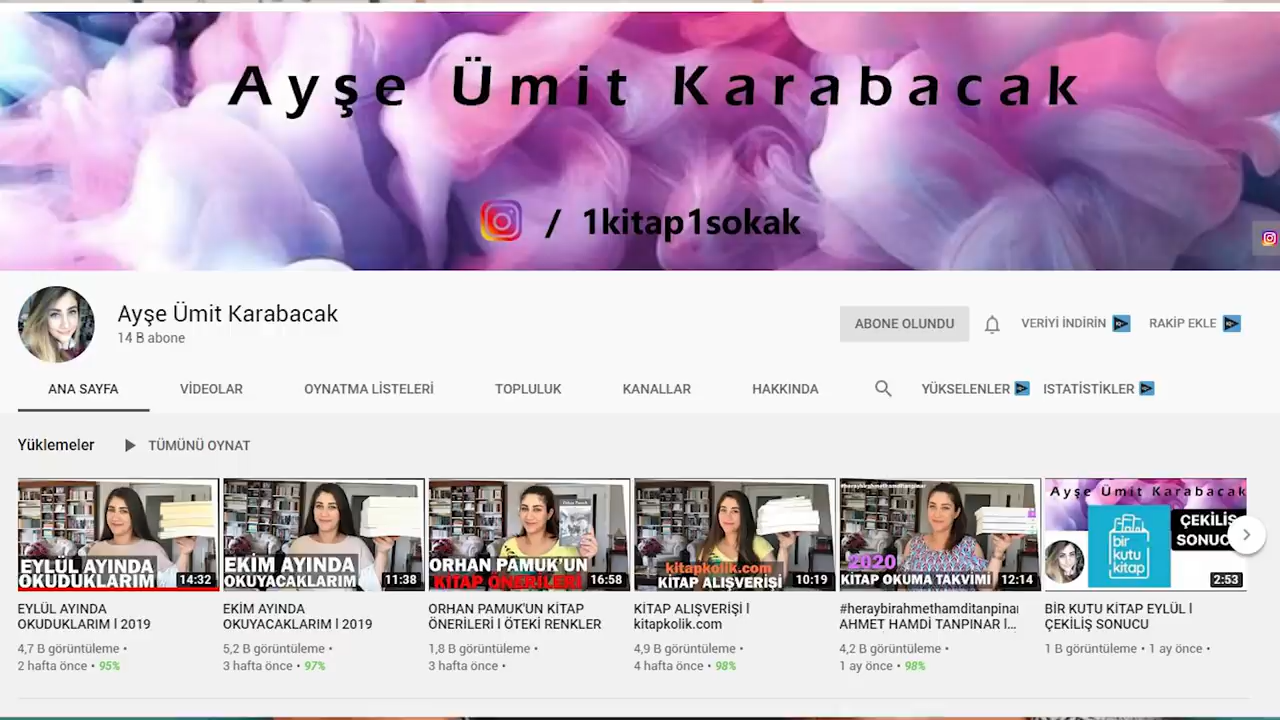 Ayşe Ümit Karabacak
/ 1kitap1sokak
Ayşe Ümit Karabacak
14 B abone
ABONE OLUNDU
VERİYİ İNDİRİN
RAKİP EKLE
ANA SAYFA
VİDEOLAR
OYNATMA LİSTELERİ
TOPLULUK
KANALLAR
HAKKINDA
YÜKSELENLER
ISTATİSTİKLER
Yüklemeler
TÜMÜNÜ OYNAT
EYLÜL AYINDA
OKUDUKLARIM
14:32
EKİM AYINDA
OKUYACAKLARIM
11:38
ORHAN PAMUK'UN
KİTAP ÖNERİLERİ
16:58
kitapkolik.com
KİTAP ALIŞVERİŞİ
10:19
#heraybirahmethamditanpinar
2020
KİTAP OKUMA TAKVİMİ
12:14
Ayşe Ümit Karabacak
ÇEKİLİŞ
bir
kutu
kitap
2:53
EYLÜL AYINDA
OKUDUKLARIM l 2019
4,7 B görüntüleme •
2 hafta önce • 95%
EKİM AYINDA
OKUYACAKLARIM l 2019
5,2 B görüntüleme •
3 hafta önce • 97%
ORHAN PAMUK'UN KİTAP
ÖNERİLERİ l ÖTEKİ RENKLER
1,8 B görüntüleme •
3 hafta önce •
KİTAP ALIŞVERİŞİ l
kitapkolik.com
4,9 B görüntüleme •
4 hafta önce • 98%
#heraybirahmethamditanpinar
AHMET HAMDİ TANPINAR l...
4,2 B görüntüleme •
1 ay önce • 98%
BİR KUTU KİTAP EYLÜL l
ÇEKİLİŞ SONUCU
1 B görüntüleme • 1 ay önce •